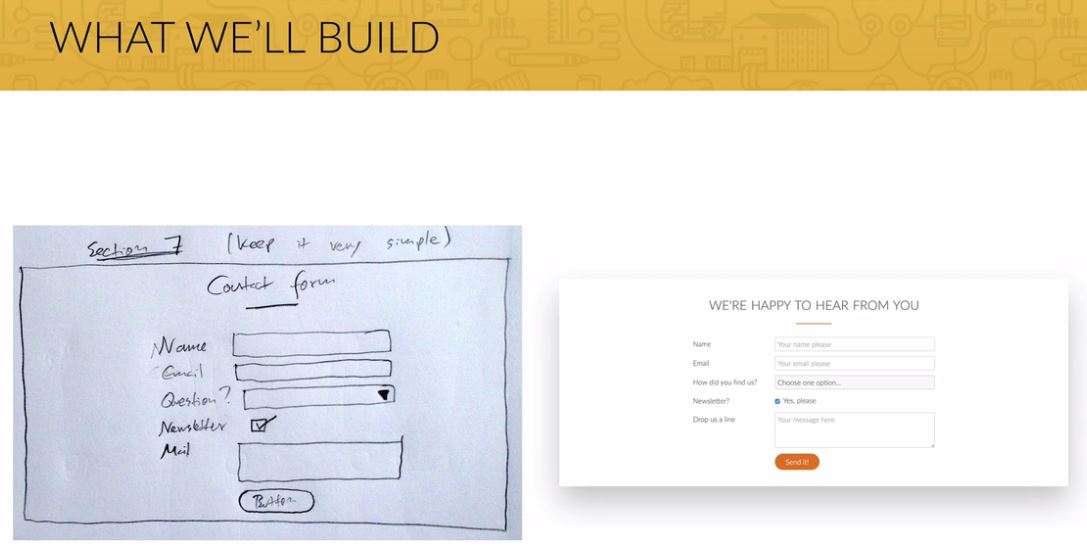 WHAT WE'LL BUILD
Section 7 (keep it very simple)
Contact form
Name
Email
Question?
Newsletter
Mail
Button
WE'RE HAPPY TO HEAR FROM YOU
Name Your name please
Email Your email please
How did you find us? Choose one option...
Newsletter? Yes, please
Drop us a line Your message here
Send it!